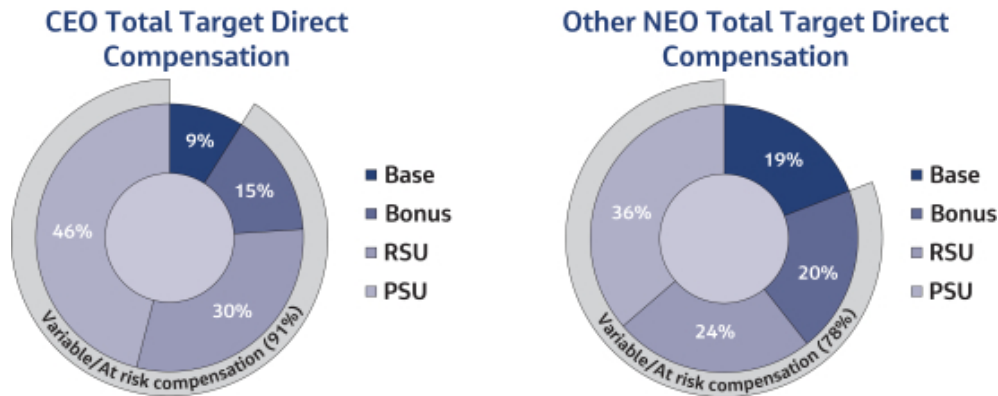 CEO Total Target Direct
Compensation
9%
15%
30%
46%
Variable/At risk compensation (91%)
Base
Bonus
RSU
PSU
Other NEO Total Target Direct
Compensation
19%
20%
24%
36%
Variable/At risk compensation (78%)
Base
Bonus
RSU
PSU